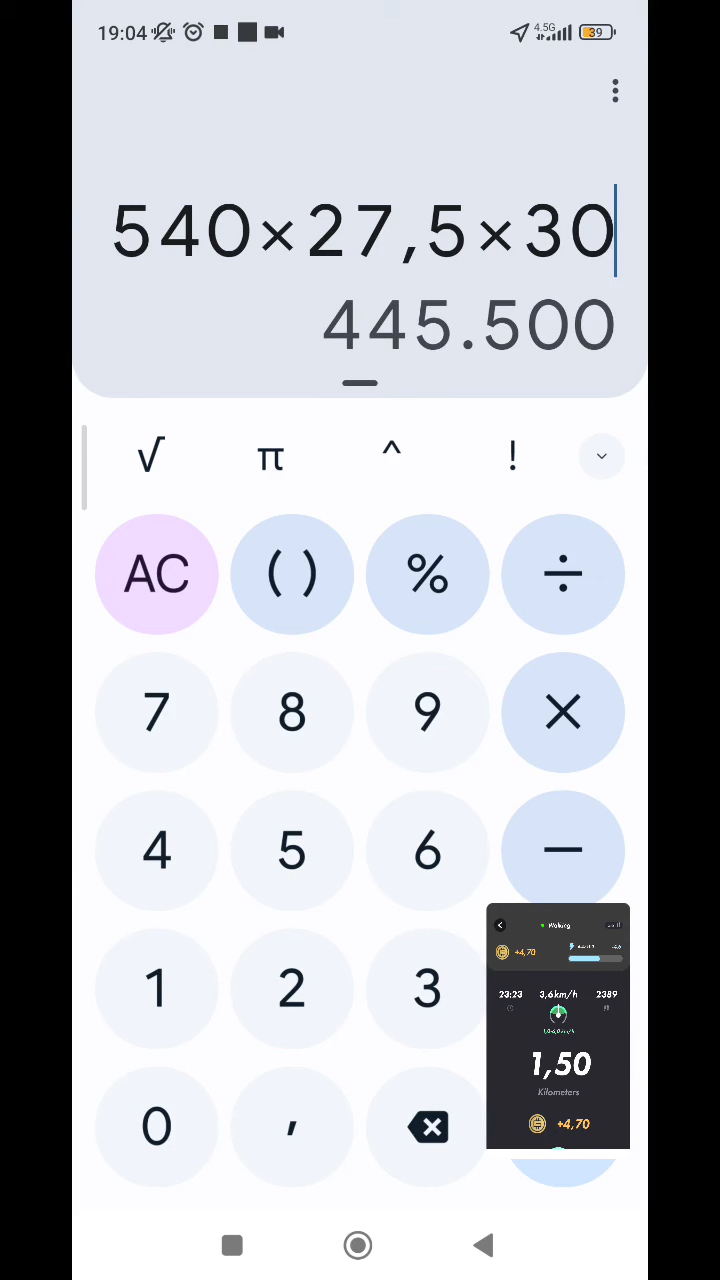 19:04 4.5G 39
540×27,5×30
445.500
√ π ^ !
AC ( ) % ÷
7 8 9 ×
4 5 6 −
1 2 3
0 ,
Walking
+4,70
23:23 3,6km/h 2389
1,50
Kilometers
+4,70